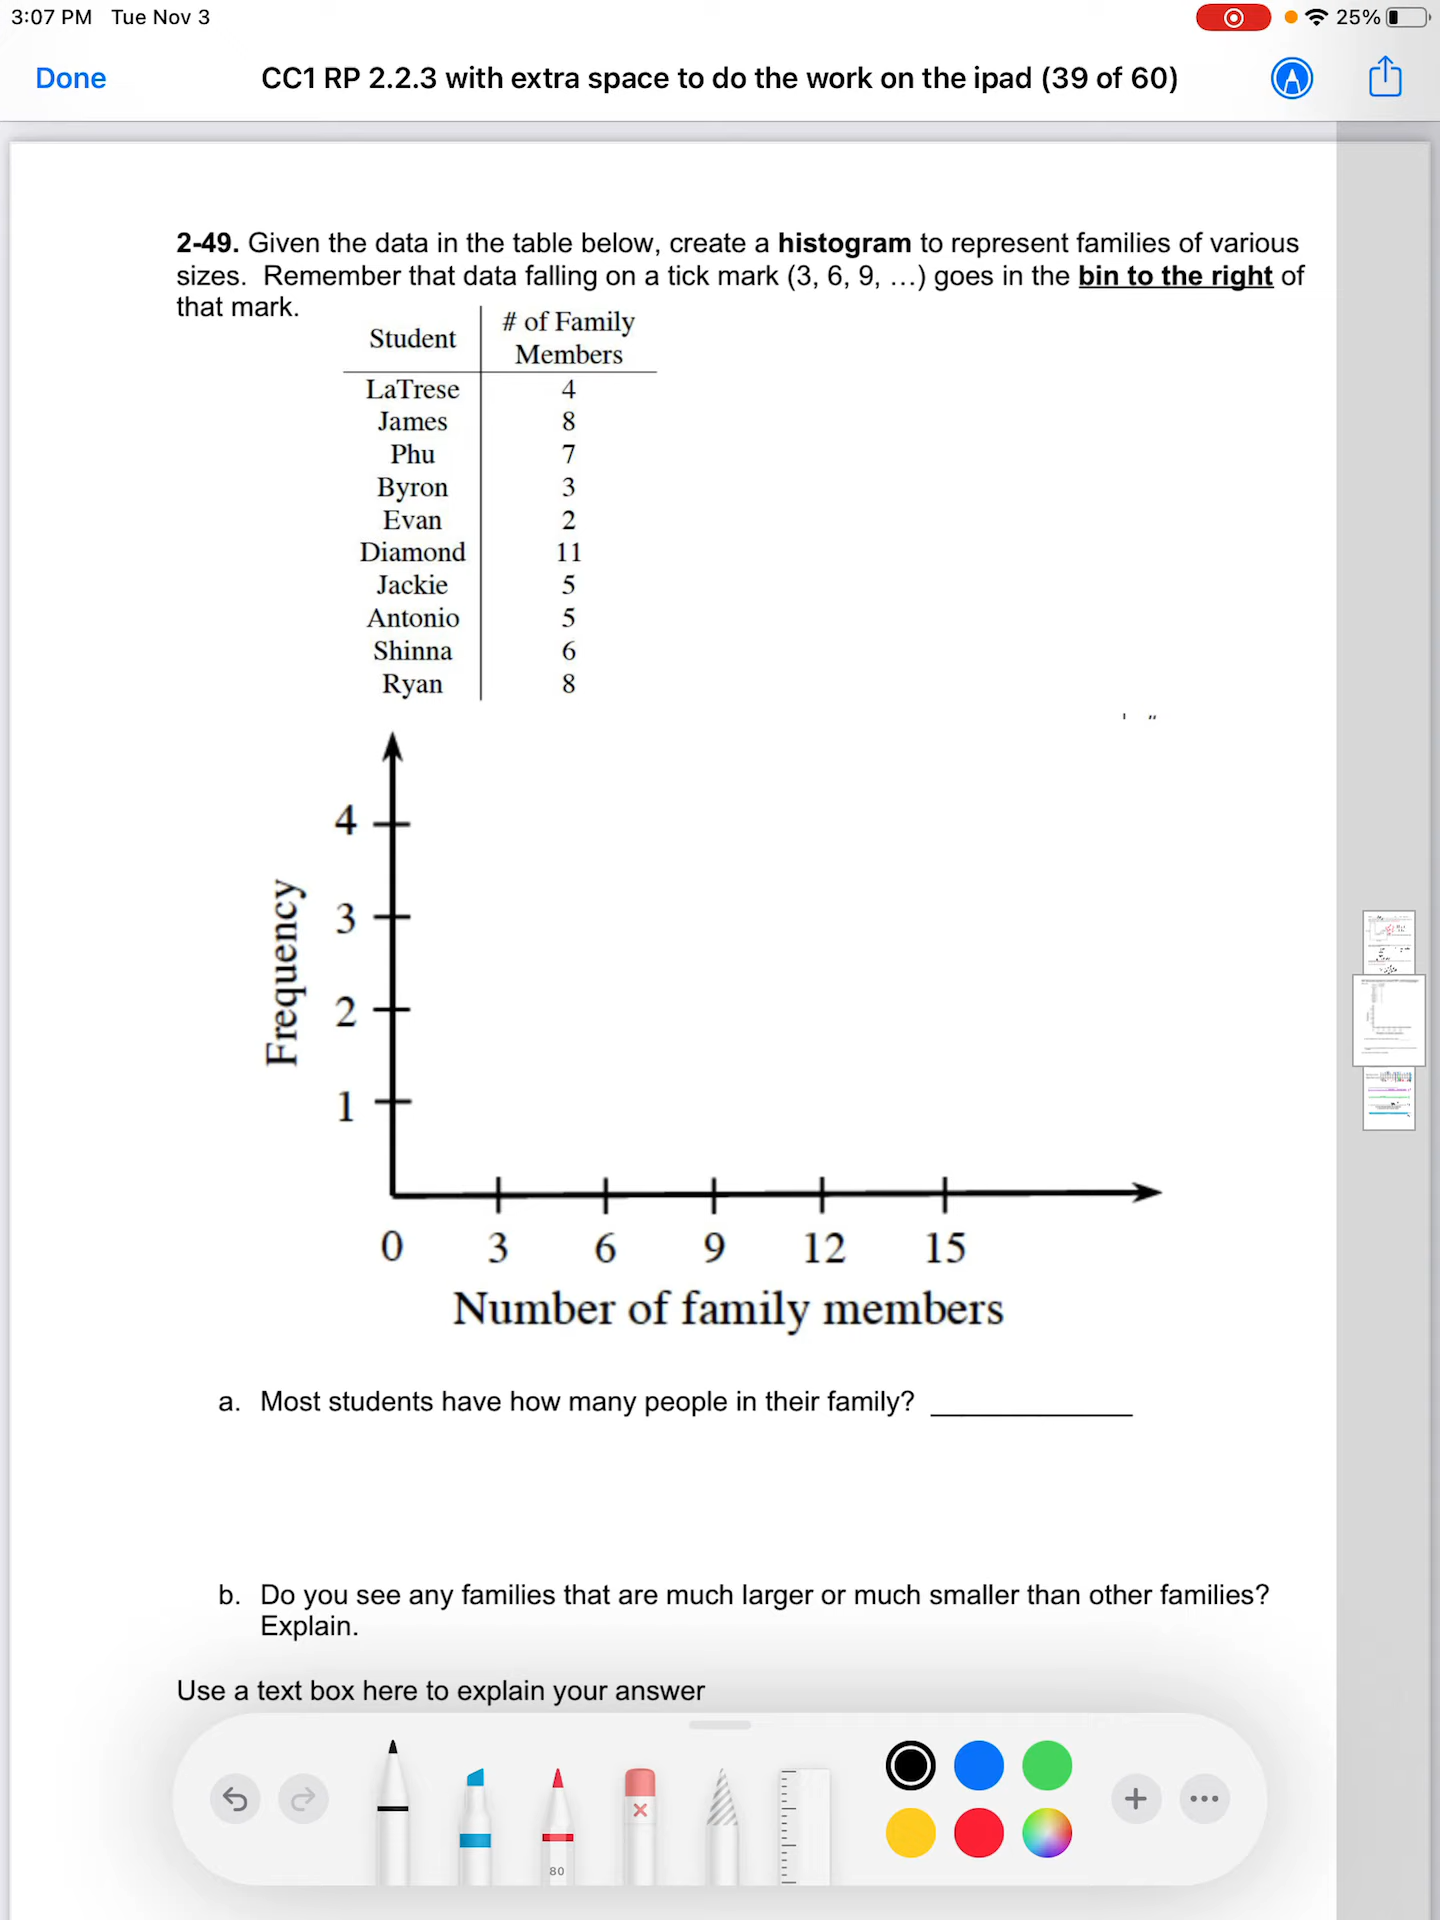 3:07 PM Tue Nov 3
25%
Done
CC1 RP 2.2.3 with extra space to do the work on the ipad (39 of 60)
2-49. Given the data in the table below, create a histogram to represent families of various
sizes. Remember that data falling on a tick mark (3, 6, 9, …) goes in the bin to the right of
that mark.
Student # of Family Members
LaTrese 4
James 8
Phu 7
Byron 3
Evan 2
Diamond 11
Jackie 5
Antonio 5
Shinna 6
Ryan 8
Frequency
4
3
2
1
0 3 6 9 12 15
Number of family members
a. Most students have how many people in their family?
b. Do you see any families that are much larger or much smaller than other families?
Explain.
Use a text box here to explain your answer
80